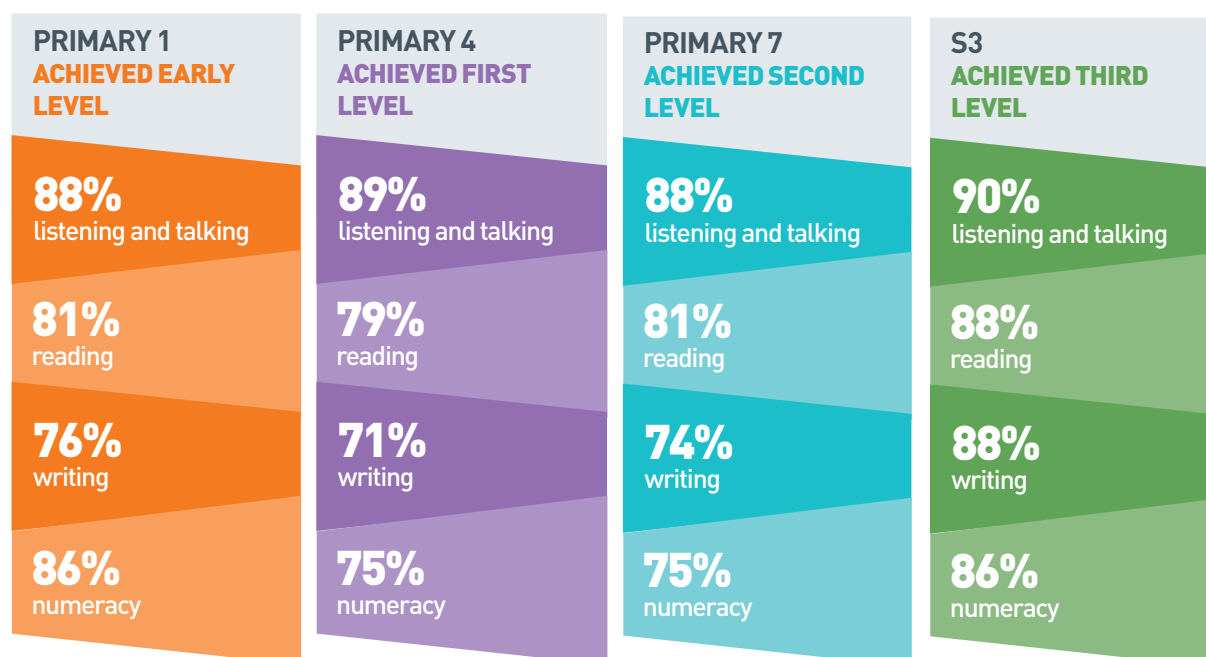 PRIMARY 1
ACHIEVED EARLY
LEVEL
88%
listening and talking
81%
reading
76%
writing
86%
numeracy
PRIMARY 4
ACHIEVED FIRST
LEVEL
89%
listening and talking
79%
reading
71%
writing
75%
numeracy
PRIMARY 7
ACHIEVED SECOND
LEVEL
88%
listening and talking
81%
reading
74%
writing
75%
numeracy
S3
ACHIEVED THIRD
LEVEL
90%
listening and talking
88%
reading
88%
writing
86%
numeracy